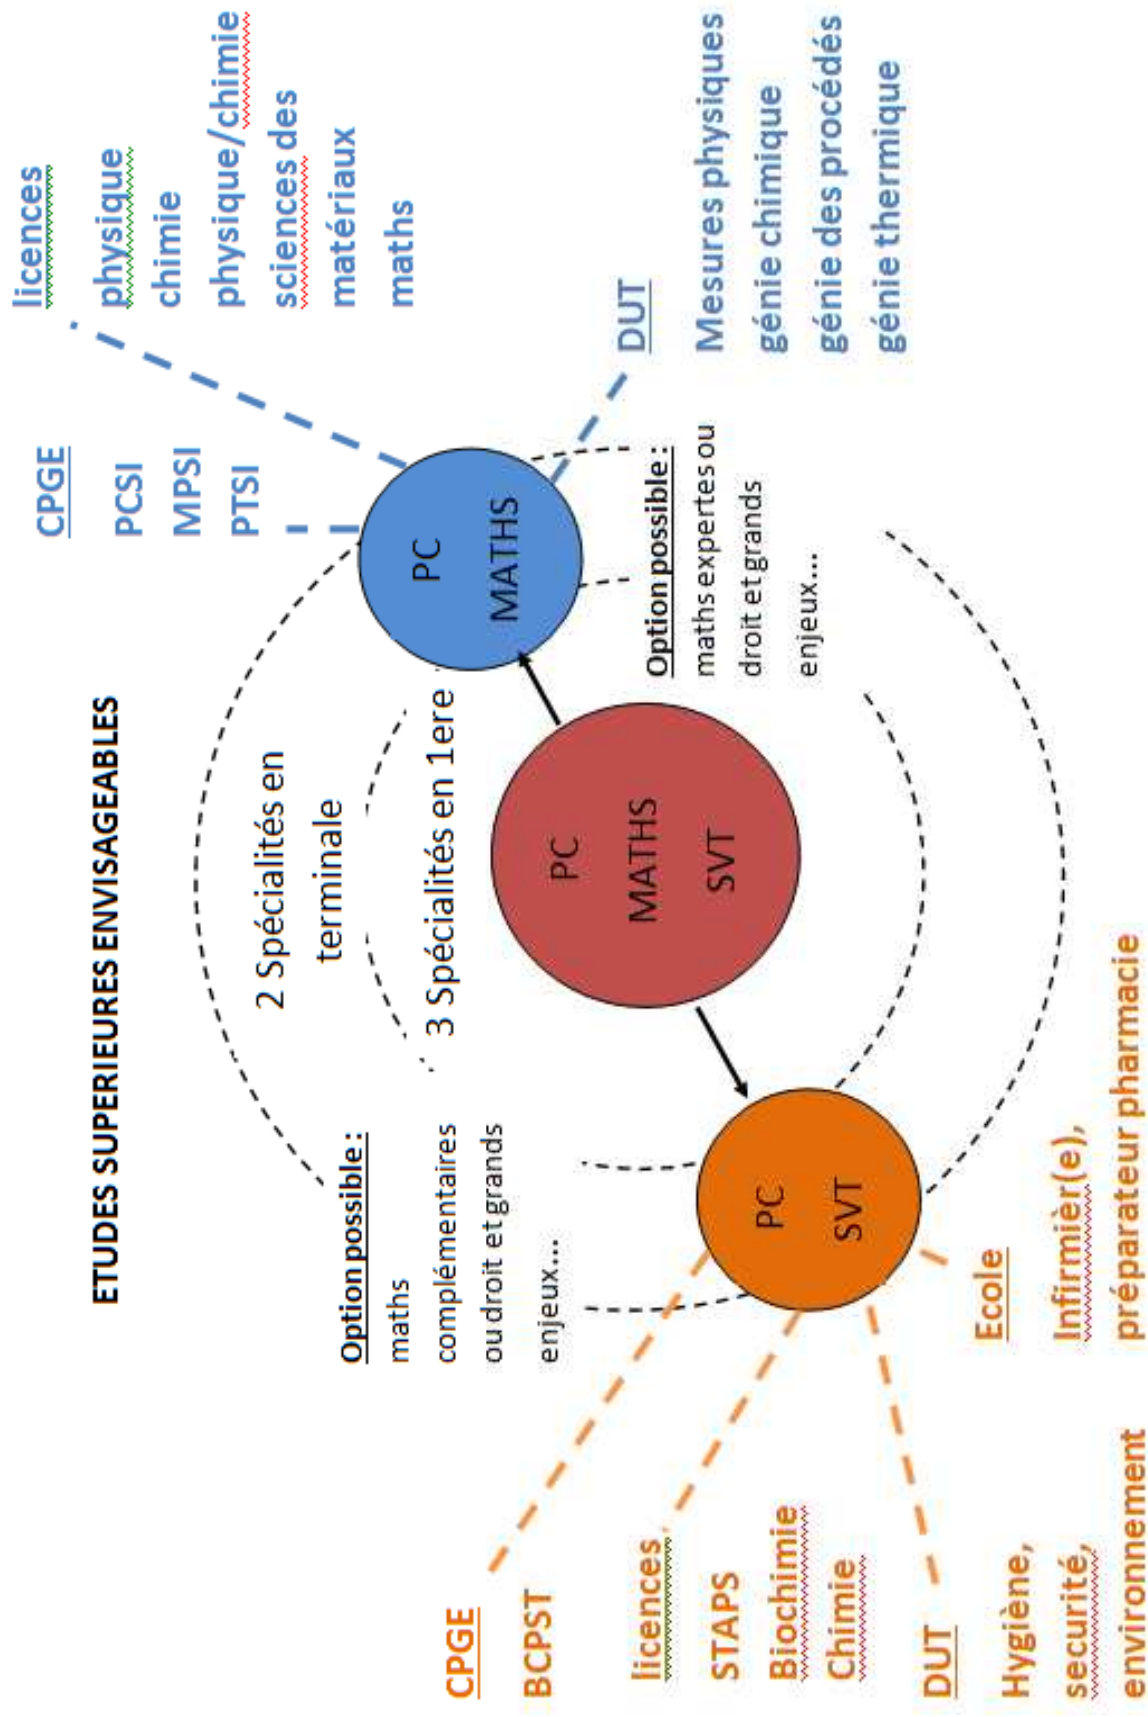 ETUDES SUPERIEURES ENVISAGEABLES
CPGE
PCSI
MPSI
PTSI
licences
physique
chimie
physique/chimie
sciences des
matériaux
maths
2 Spécialités en
terminale
3 Spécialités en 1ere
Option possible :
maths
complémentaires
ou droit et grands
enjeux...
PC
MATHS
DUT
Mesures physiques
génie chimique
génie des procédés
génie thermique
Option possible :
maths expertes ou
droit et grands
enjeux...
PC
MATHS
SVT
PC
SVT
CPGE
BCPST
licences
STAPS
Biochimie
Chimie
DUT
Hygiène,
securité,
environnement
Ecole
Infirmièr(e),
préparateur pharmacie